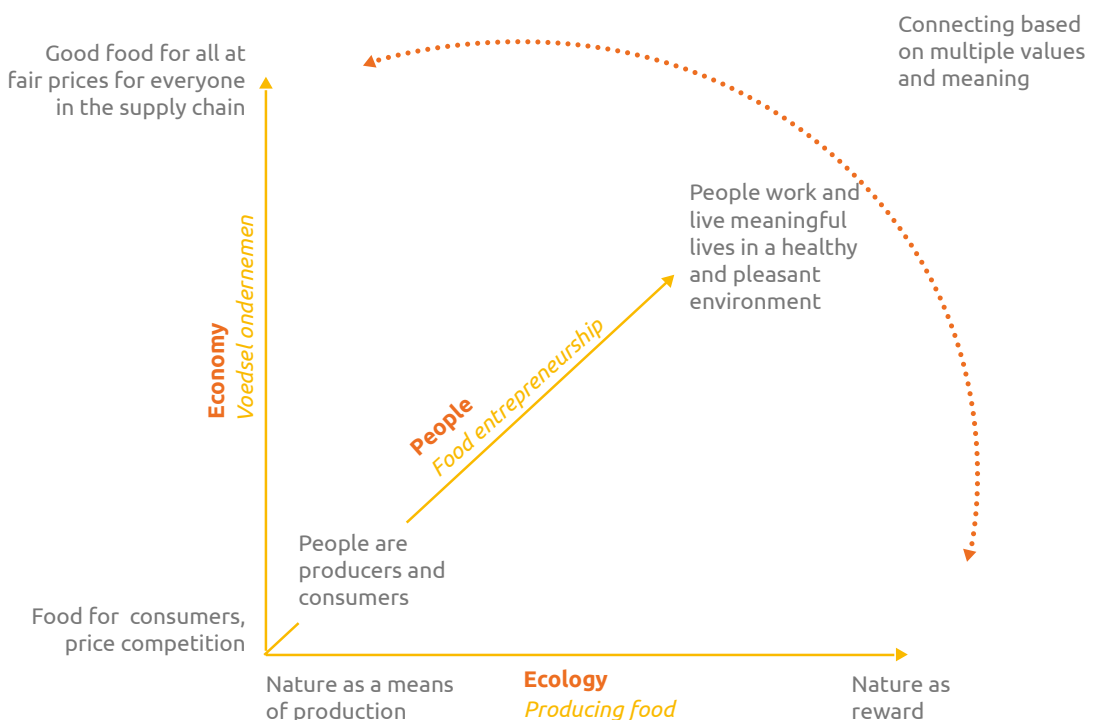 Connecting based
on multiple values
and meaning
Good food for all at
fair prices for everyone
in the supply chain
People work and
live meaningful
lives in a healthy
and pleasant
environment
Economy
Voedsel ondernemen
People
Food entrepreneurship
People are
producers and
consumers
Food for consumers,
price competition
Nature as a means
of production
Ecology
Producing food
Nature as
reward